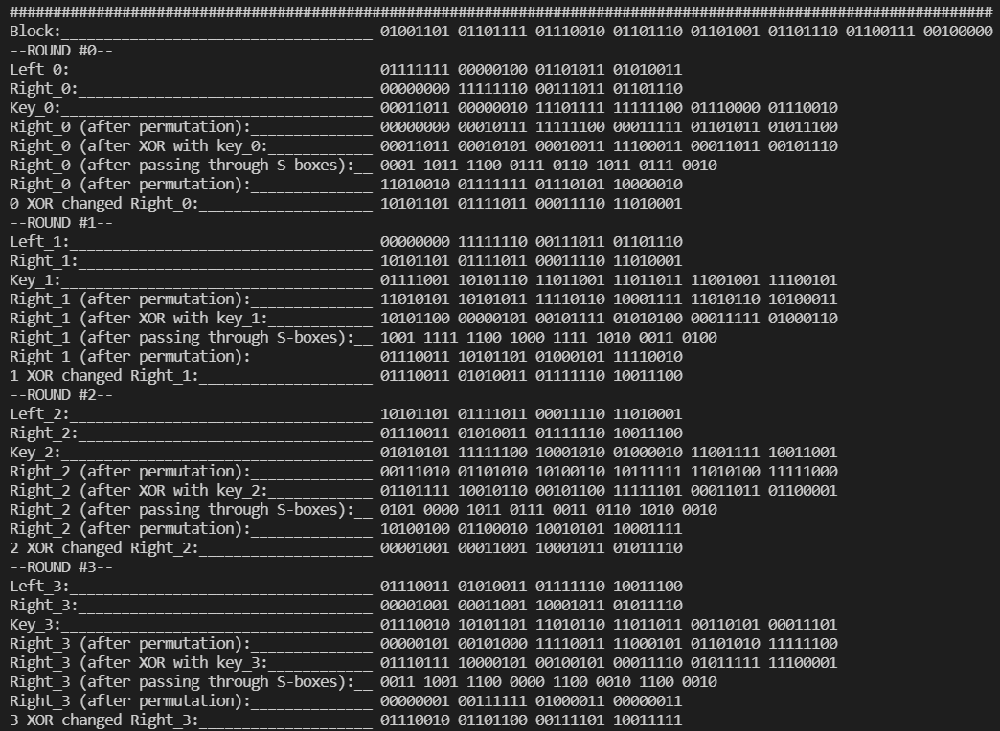 ##################################################################################################################
Block:____________________________________ 01001101 01101111 01110010 01101110 01101001 01101110 01100111 00100000
--ROUND #0--
Left_0:___________________________________ 01111111 00000100 01101011 01010011
Right_0:__________________________________ 00000000 11111110 00111011 01101110
Key_0:____________________________________ 00011011 00000010 11101111 11111100 01110000 01110010
Right_0 (after permutation):______________ 00000000 00010111 11111100 00011111 01101011 01011100
Right_0 (after XOR with key_0:____________ 00011011 00010101 00010011 11100011 00011011 00101110
Right_0 (after passing through S-boxes):__ 0001 1011 1100 0111 0110 1011 0111 0010
Right_0 (after permutation):______________ 11010010 01111111 01110101 10000010
0 XOR changed Right_0:____________________ 10101101 01111011 00011110 11010001
--ROUND #1--
Left_1:___________________________________ 00000000 11111110 00111011 01101110
Right_1:__________________________________ 10101101 01111011 00011110 11010001
Key_1:____________________________________ 01111001 10101110 11011001 11011011 11001001 11100101
Right_1 (after permutation):______________ 11010101 10101011 11110110 10001111 11010110 10100011
Right_1 (after XOR with key_1:____________ 10101100 00000101 00101111 01010100 00011111 01000110
Right_1 (after passing through S-boxes):__ 1001 1111 1100 1000 1111 1010 0011 0100
Right_1 (after permutation):______________ 01110011 10101101 01000101 11110010
1 XOR changed Right_1:____________________ 01110011 01010011 01111110 10011100
--ROUND #2--
Left_2:___________________________________ 10101101 01111011 00011110 11010001
Right_2:__________________________________ 01110011 01010011 01111110 10011100
Key_2:____________________________________ 01010101 11111100 10001010 01000010 11001111 10011001
Right_2 (after permutation):______________ 00111010 01101010 10100110 10111111 11010100 11111000
Right_2 (after XOR with key_2:____________ 01101111 10010110 00101100 11111101 00011011 01100001
Right_2 (after passing through S-boxes):__ 0101 0000 1011 0111 0011 0110 1010 0010
Right_2 (after permutation):______________ 10100100 01100010 10010101 10001111
2 XOR changed Right_2:____________________ 00001001 00011001 10001011 01011110
--ROUND #3--
Left_3:___________________________________ 01110011 01010011 01111110 10011100
Right_3:__________________________________ 00001001 00011001 10001011 01011110
Key_3:____________________________________ 01110010 10101101 11010110 11011011 00110101 00011101
Right_3 (after permutation):______________ 00000101 00101000 11110011 11000101 01101010 11111100
Right_3 (after XOR with key_3:____________ 01110111 10000101 00100101 00011110 01011111 11100001
Right_3 (after passing through S-boxes):__ 0011 1001 1100 0000 1100 0010 1100 0010
Right_3 (after permutation):______________ 00000001 00111111 01000011 00000011
3 XOR changed Right_3:____________________ 01110010 01101100 00111101 10011111